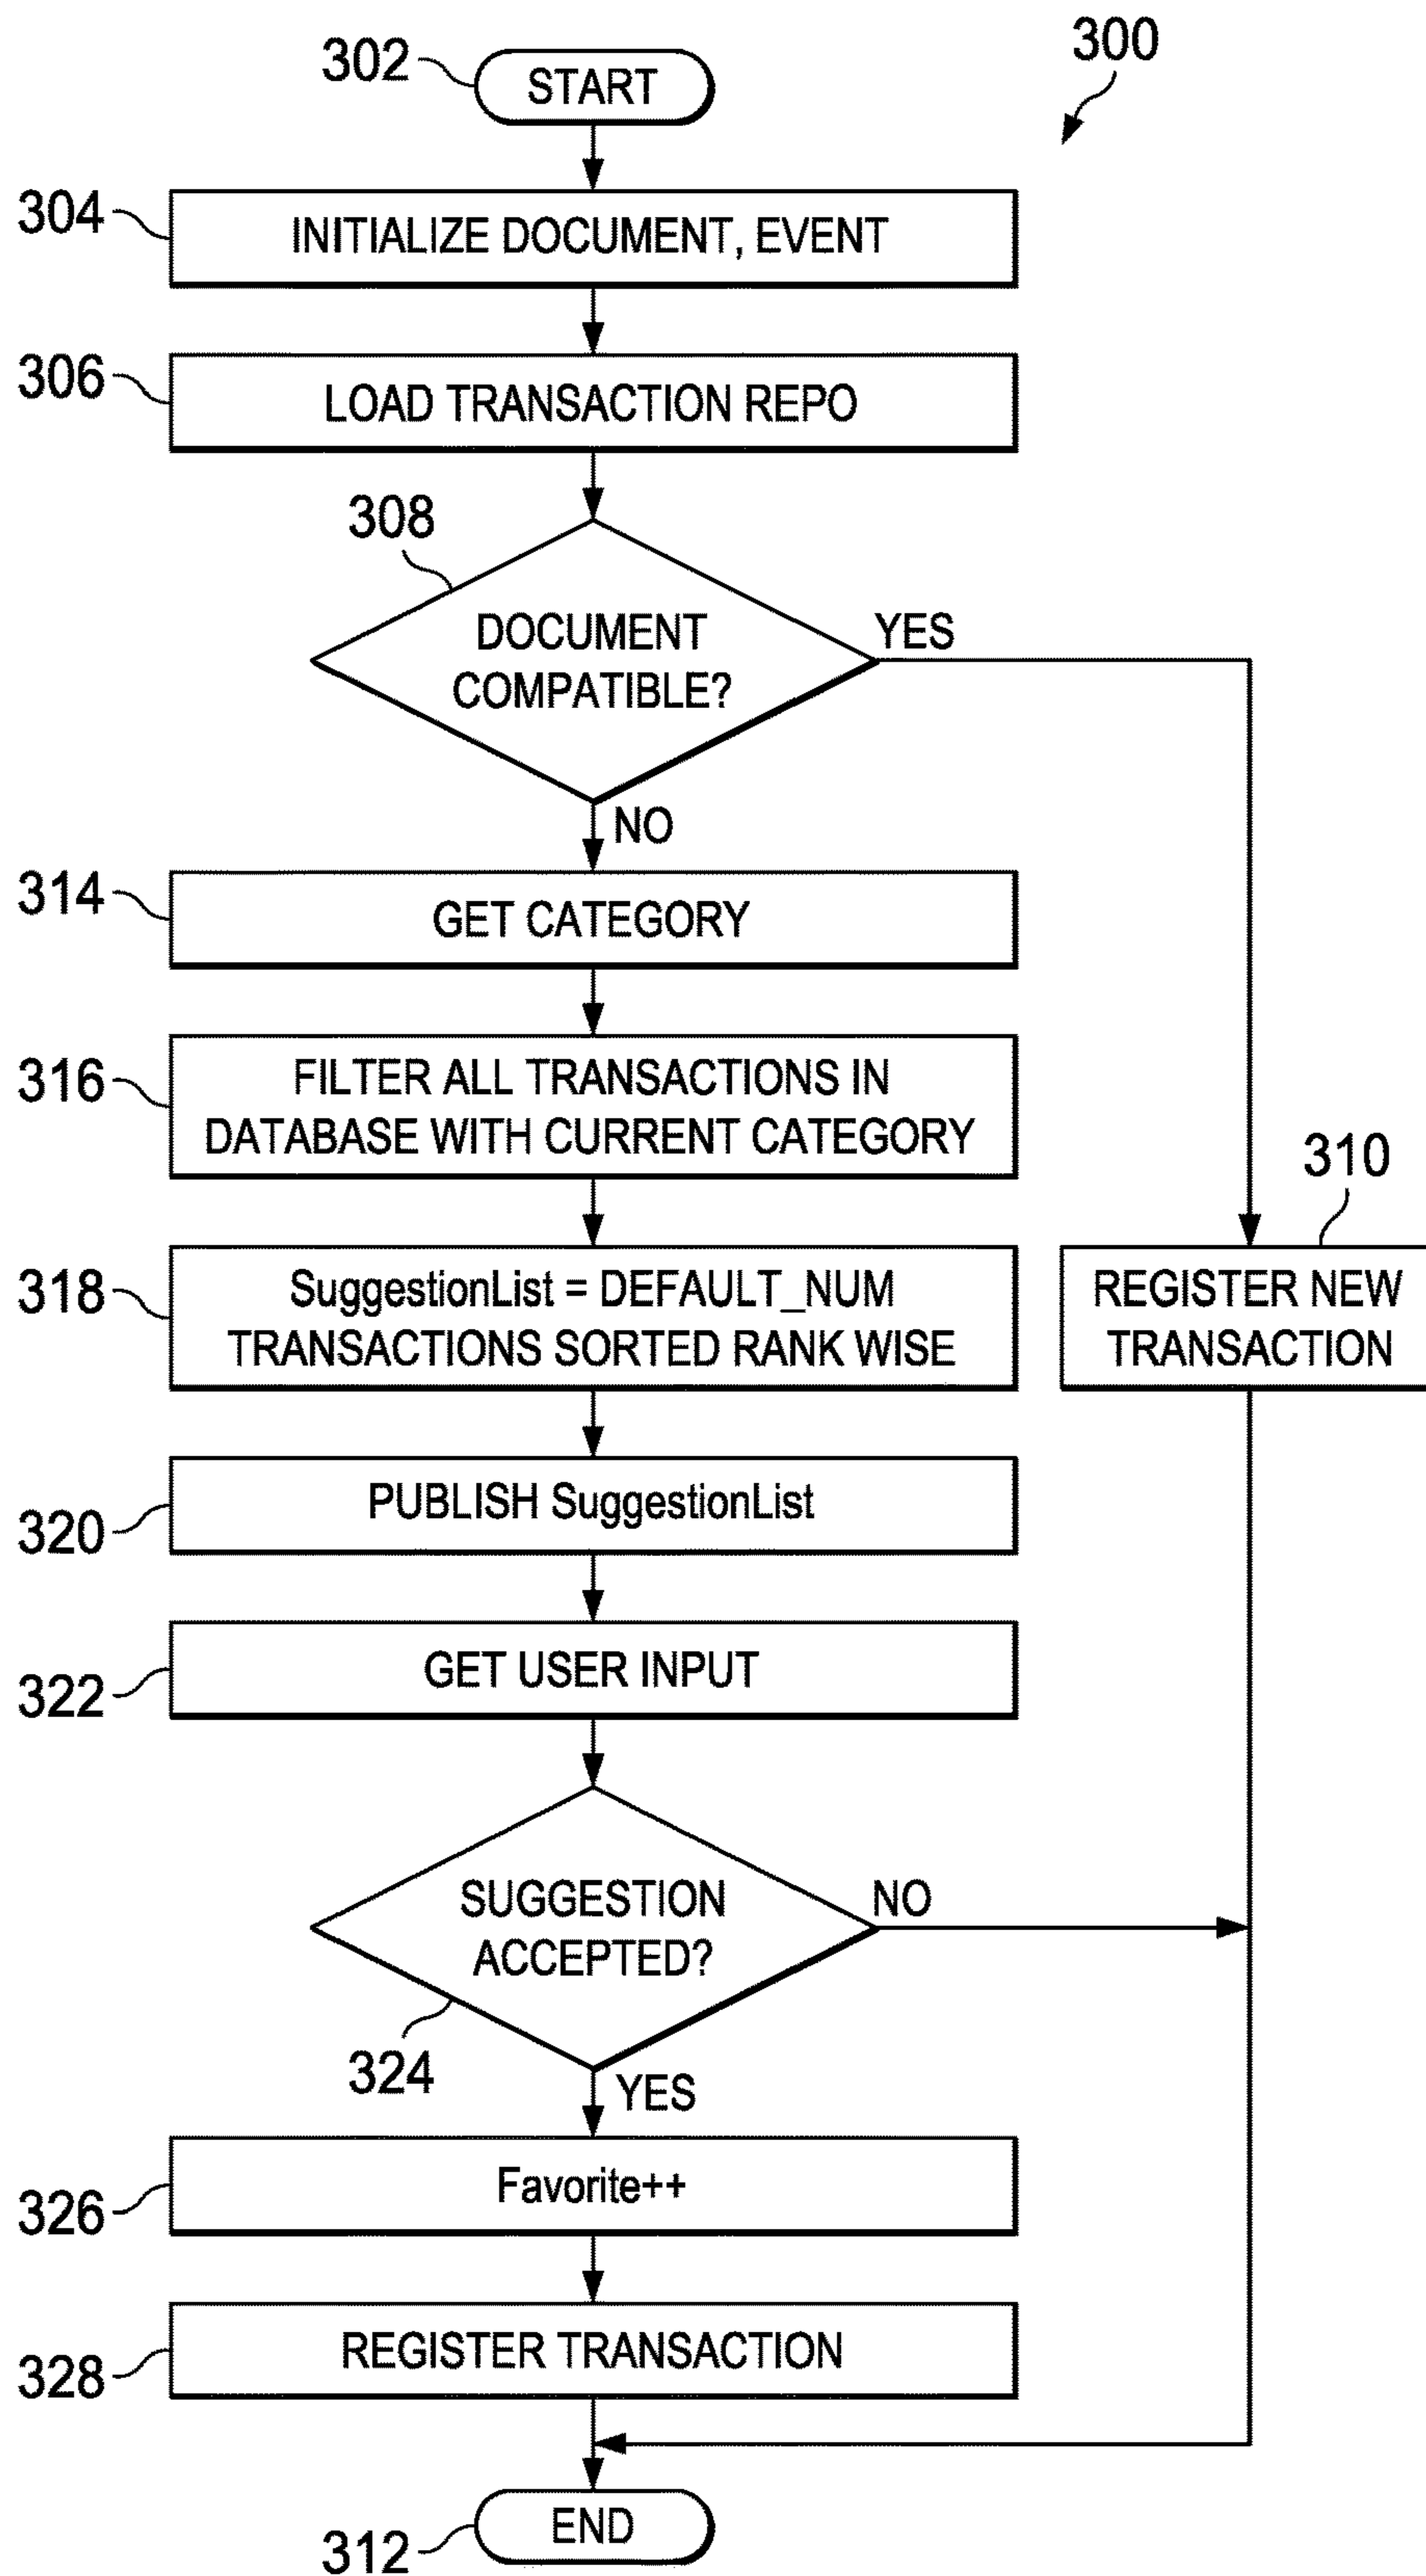 300
302
START
304
INITIALIZE DOCUMENT, EVENT
306
LOAD TRANSACTION REPO
308
DOCUMENT
COMPATIBLE?
YES
NO
314
GET CATEGORY
316
FILTER ALL TRANSACTIONS IN
DATABASE WITH CURRENT CATEGORY
310
REGISTER NEW
TRANSACTION
318
SuggestionList = DEFAULT_NUM
TRANSACTIONS SORTED RANK WISE
320
PUBLISH SuggestionList
322
GET USER INPUT
SUGGESTION
ACCEPTED?
NO
324
YES
326
Favorite++
328
REGISTER TRANSACTION
312
END